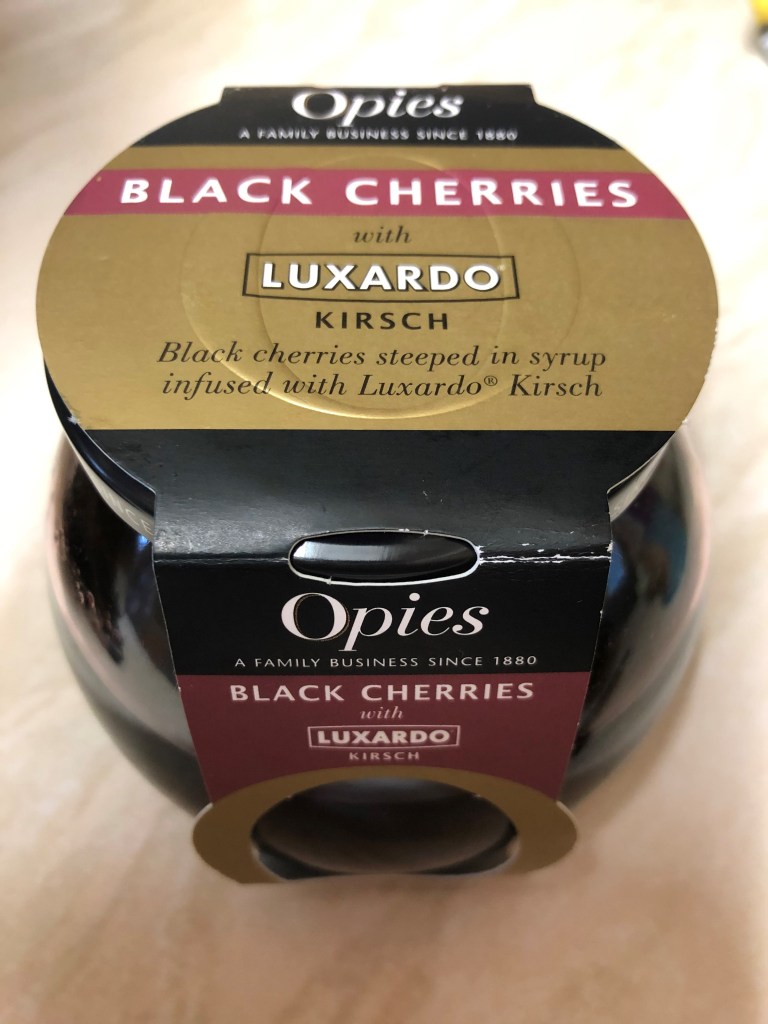 Opies
A FAMILY BUSINESS SINCE 1880
BLACK CHERRIES
with
LUXARDO
KIRSCH
Black cherries steeped in syrup
infused with Luxardo® Kirsch
Opies
A FAMILY BUSINESS SINCE 1880
BLACK CHERRIES
with
LUXARDO
KIRSCH